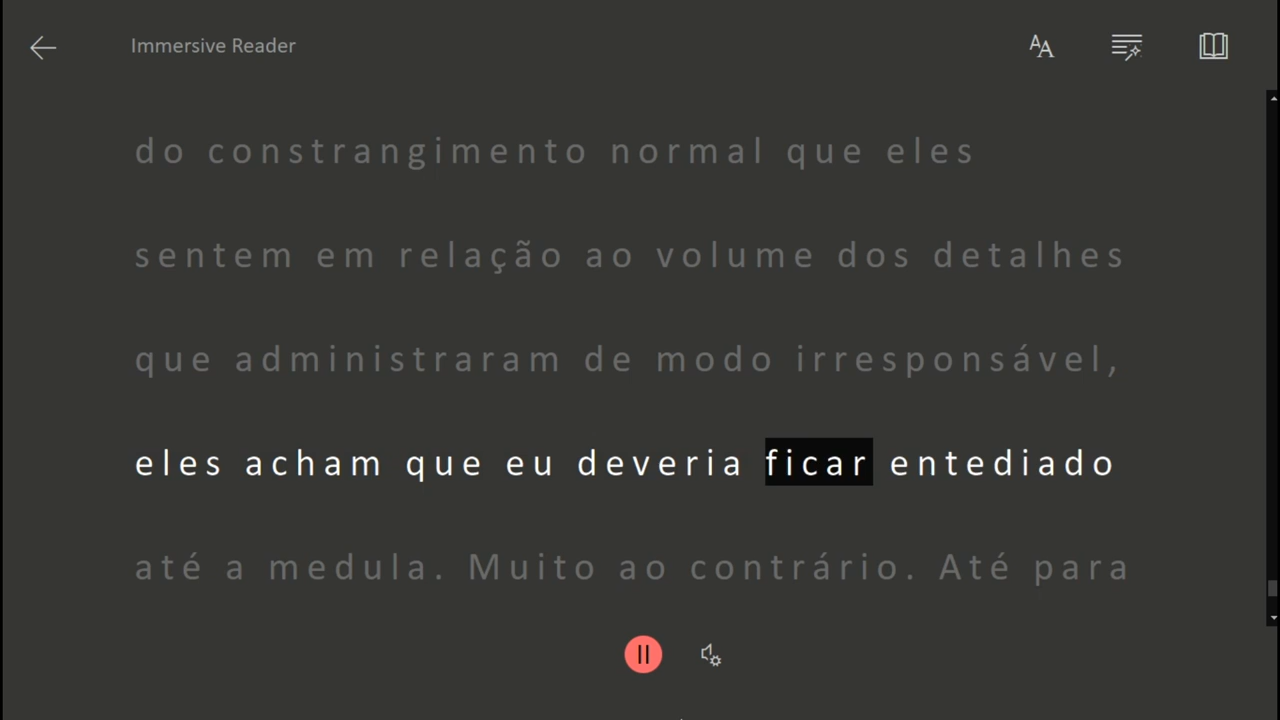 Immersive Reader
do constrangimento normal que eles
sentem em relação ao volume dos detalhes
que administraram de modo irresponsável,
eles acham que eu deveria ficar entediado
até a medula. Muito ao contrário. Até para